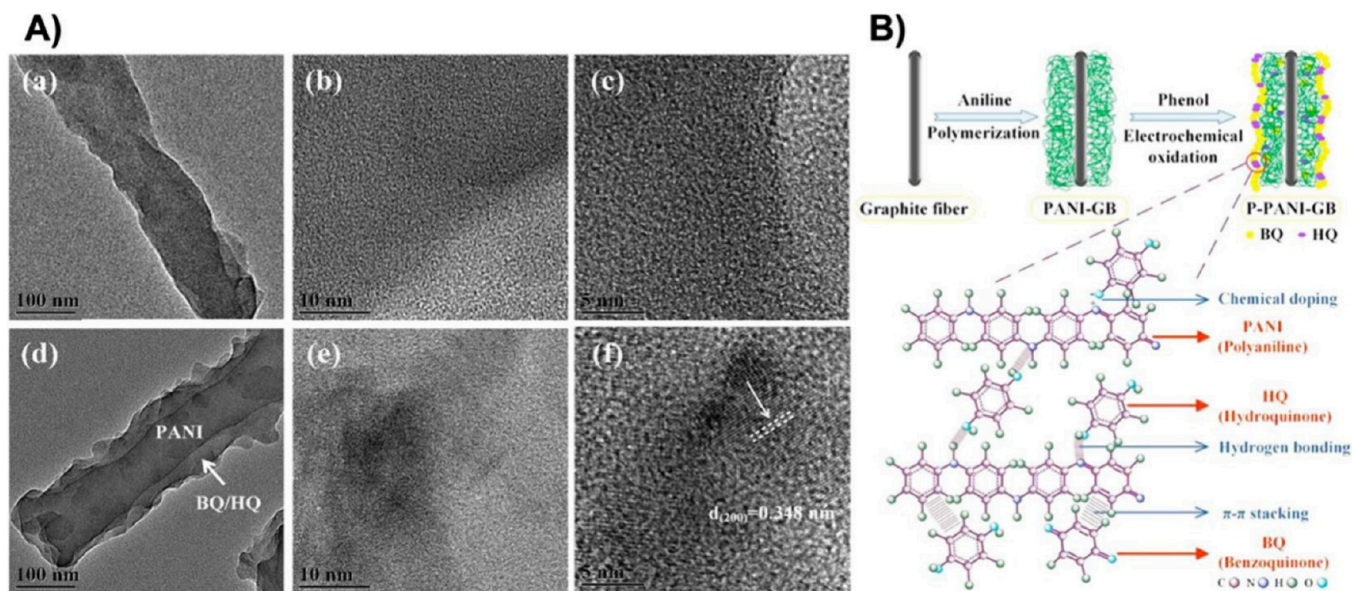 A)
(a)
100 nm
(b)
10 nm
(c)
5 nm
(d)
PANI
BQ/HQ
100 nm
(e)
10 nm
(f)
d(200)=0.348 nm
5 nm
B)
Aniline
Polymerization
Phenol
Electrochemical
oxidation
Graphite fiber
PANI-GB
P-PANI-GB
BQ HQ
Chemical doping
PANI
(Polyaniline)
HQ
(Hydroquinone)
Hydrogen bonding
π-π stacking
BQ
(Benzoquinone)
C N H O